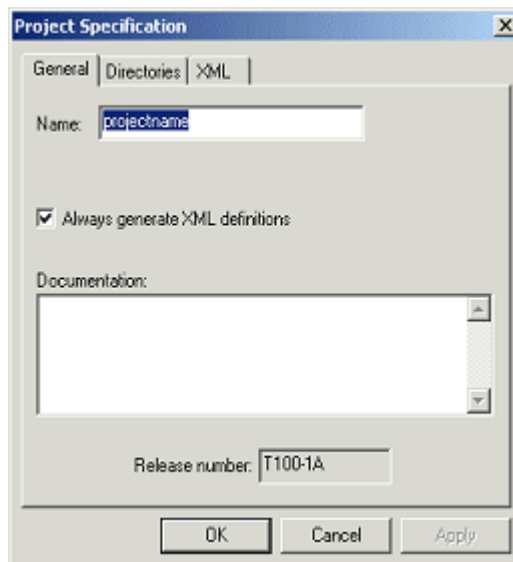 Project Specification
General Directories XML
Name: projectname
Always generate XML definitions
Documentation:
Release number: T100-1A
OK Cancel Apply